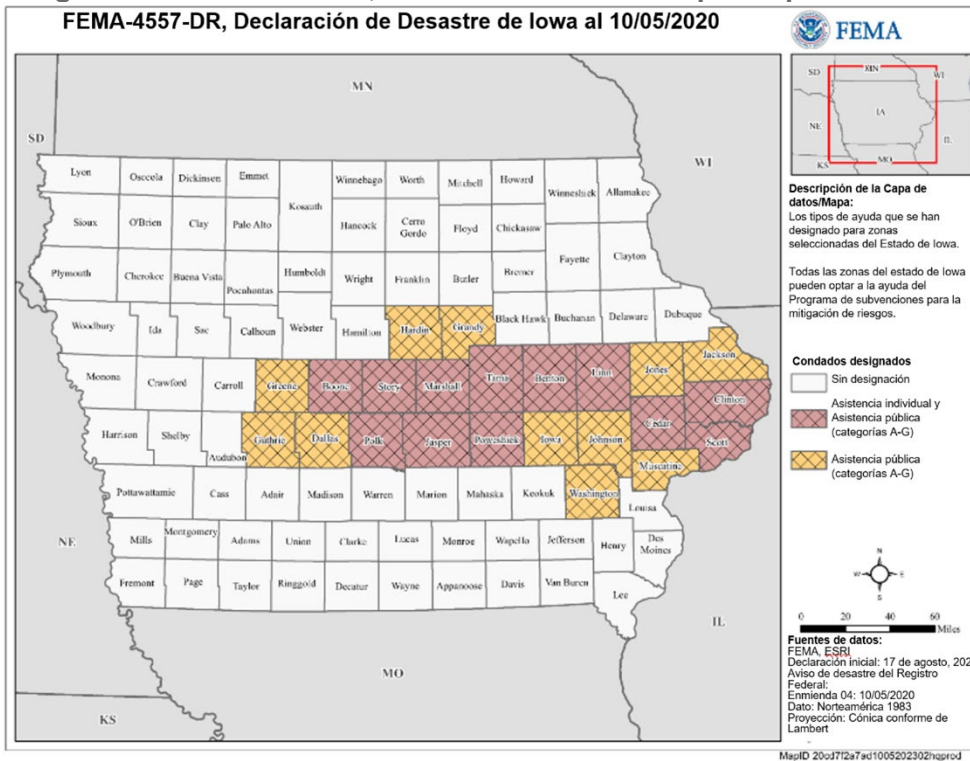 FEMA-4557-DR, Declaración de Desastre de Iowa al 10/05/2020
FEMA
MN
SD
WI
NE
IL
MO
KS
Lyon Osceola Dickinson Emmet Winnebago Worth Mitchell Howard Winneshiek Allamakee
Kossuth
Sioux O'Brien Clay Palo Alto Hancock Cerro Gordo Floyd Chickasaw
Fayette Clayton
Plymouth Cherokee Buena Vista Pocahontas Humboldt Wright Franklin Butler Bremer
Woodbury Ida Sac Calhoun Webster Hamilton Hardin Grundy Black Hawk Buchanan Delaware Dubuque
Monona Crawford Carroll Greene Boone Story Marshall Tama Benton Linn Jones Jackson
Clinton
Harrison Shelby Audubon Guthrie Dallas Polk Jasper Poweshiek Iowa Johnson Cedar Scott
Muscatine
Pottawattamie Cass Adair Madison Warren Marion Mahaska Keokuk Washington Louisa
Mills Montgomery Adams Union Clarke Lucas Monroe Wapello Jefferson Henry Des Moines
Fremont Page Taylor Ringgold Decatur Wayne Appanoose Davis Van Buren Lee
SD MN WI
NE IA IL
KS MO
Descripción de la Capa de
datos/Mapa:
Los tipos de ayuda que se han
designado para zonas
seleccionadas del Estado de Iowa.
Todas las zonas del estado de Iowa
pueden optar a la ayuda del
Programa de subvenciones para la
mitigación de riesgos.
Condados designados
Sin designación
Asistencia individual y
Asistencia pública
(categorías A-G)
Asistencia pública
(categorías A-G)
N
W E
S
0 20 40 60
Miles
Fuentes de datos:
FEMA, ESRI
Declaración inicial: 17 de agosto, 202
Aviso de desastre del Registro
Federal:
Enmienda 04: 10/05/2020
Dato: Norteamérica 1983
Proyección: Cónica conforme de
Lambert
MapID 20cd7f2a7ad1005202302hqprod